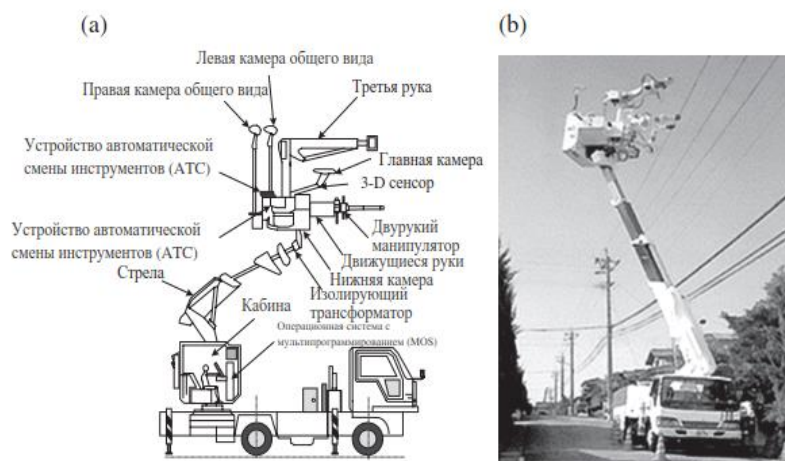 (a)
(b)
Левая камера общего вида
Правая камера общего вида
Третья рука
Устройство автоматической
смены инструментов (АТС)
Главная камера
3-D сенсор
Устройство автоматической
смены инструментов (АТС)
Двурукий
манипулятор
Движущиеся руки
Нижняя камера
Стрела
Изолирующий
трансформатор
Кабина
Операционная система с
мультипрограммированием (MOS)